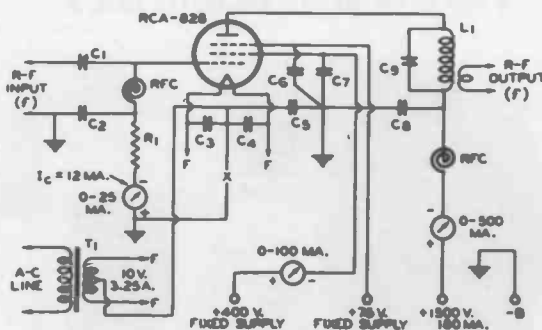 RCA-828
L1
C1
R-F
INPUT
(f)
RFC
C6
C7
C9
R-F
OUTPUT
(f)
C2
R1
C3
C4
C5
C8
F
F
X
RFC
IC = 12 MA.
0-25
MA.
0-500
MA.
T1
A-C
LINE
10 V.
3.25 A.
F
F
0-100 MA.
+400 V.
FIXED SUPPLY
+75 V.
FIXED SUPPLY
+1500 V.
180 MA.
-B